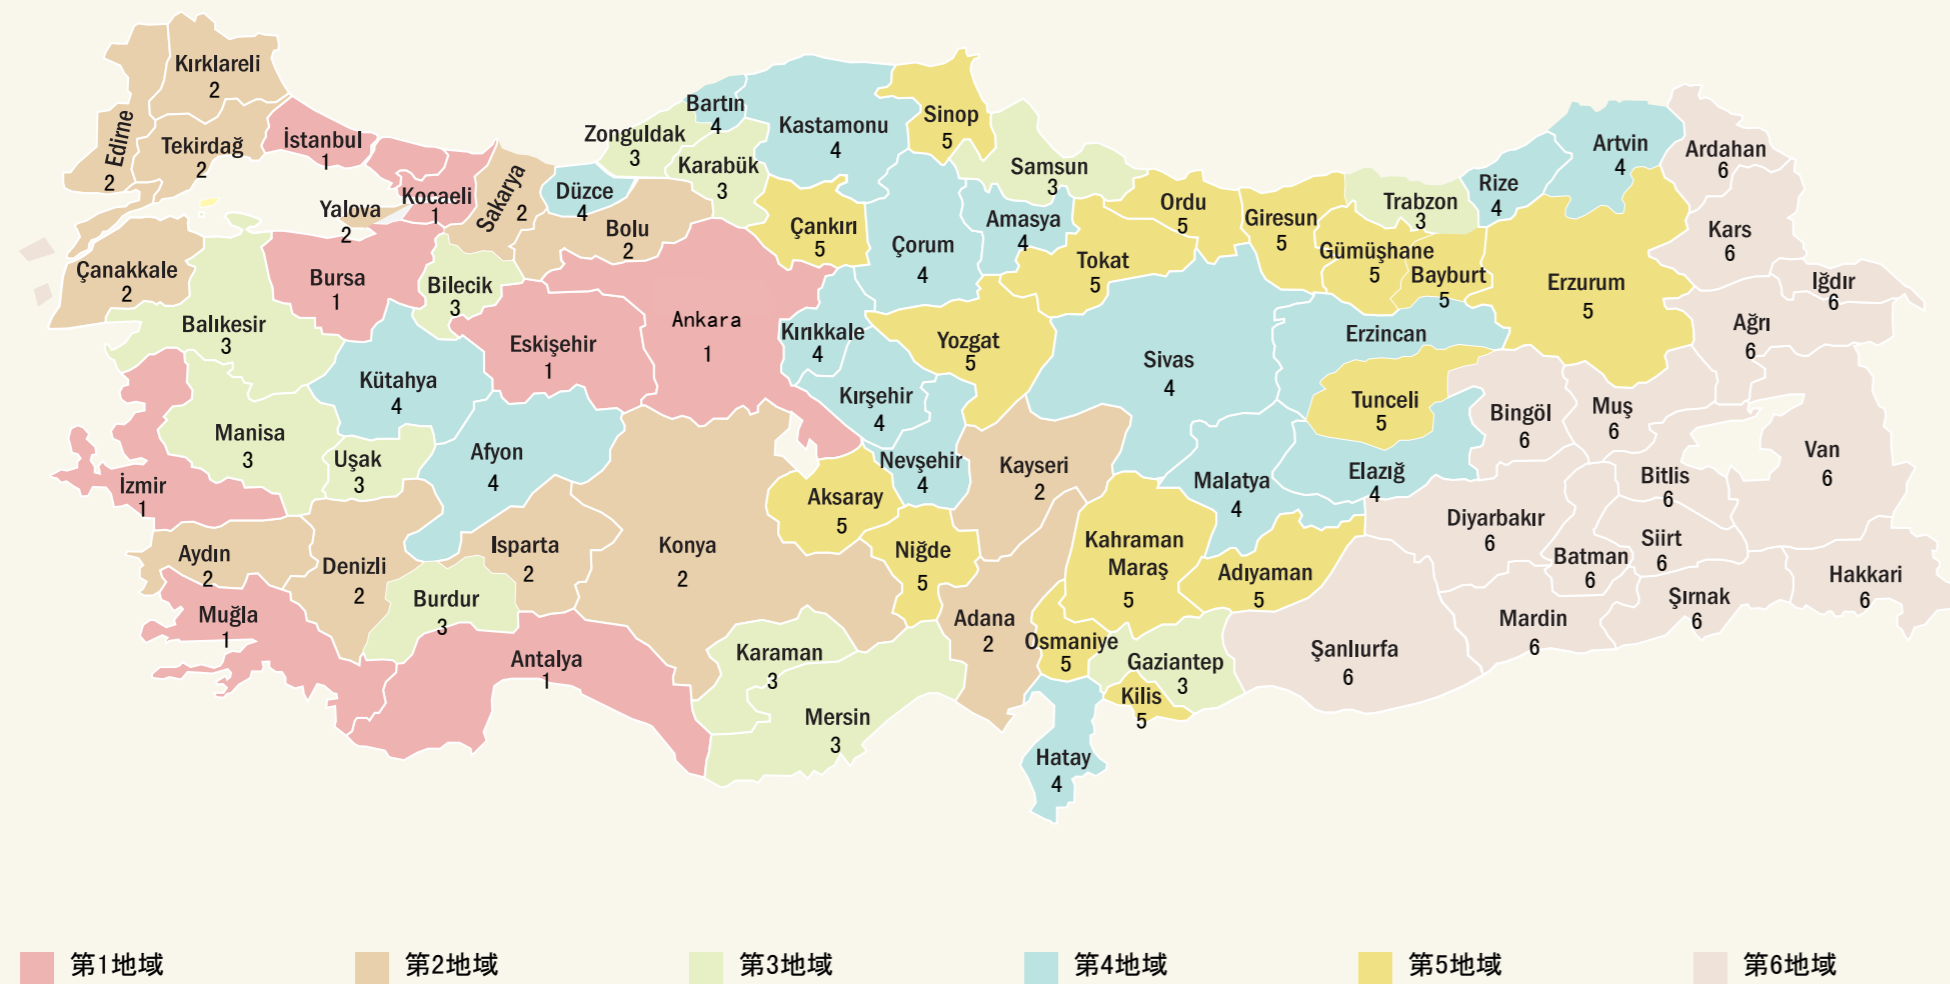 Kırklareli
2
Edirne
2
Tekirdağ
2
İstanbul
1
Kocaeli
1
Yalova
2
Sakarya
2
Düzce
4
Bolu
2
Zonguldak
3
Bartın
4
Karabük
3
Kastamonu
4
Sinop
5
Çankırı
5
Samsun
3
Amasya
4
Çorum
4
Ordu
5
Tokat
5
Giresun
5
Gümüşhane
5
Trabzon
3
Bayburt
5
Rize
4
Artvin
4
Ardahan
6
Kars
6
Iğdır
6
Ağrı
6
Erzurum
5
Erzincan
Çanakkale
2
Balıkesir
3
Bursa
1
Bilecik
3
Eskişehir
1
Ankara
1
Kırıkkale
4
Yozgat
5
Sivas
4
Tunceli
5
Bingöl
6
Muş
6
Van
6
Bitlis
6
Kütahya
4
Manisa
3
Uşak
3
Afyon
4
Kırşehir
4
Nevşehir
4
Kayseri
2
Malatya
4
Elazığ
4
Diyarbakır
6
Batman
6
Siirt
6
Şırnak
6
Hakkari
6
Mardin
6
İzmir
1
Aydın
2
Denizli
2
Isparta
2
Burdur
3
Konya
2
Aksaray
5
Niğde
5
Kahraman
Maraş
5
Adıyaman
5
Muğla
1
Antalya
1
Karaman
3
Mersin
3
Adana
2
Osmaniye
5
Gaziantep
3
Kilis
5
Şanlıurfa
6
Hatay
4
第1地域
第2地域
第3地域
第4地域
第5地域
第6地域